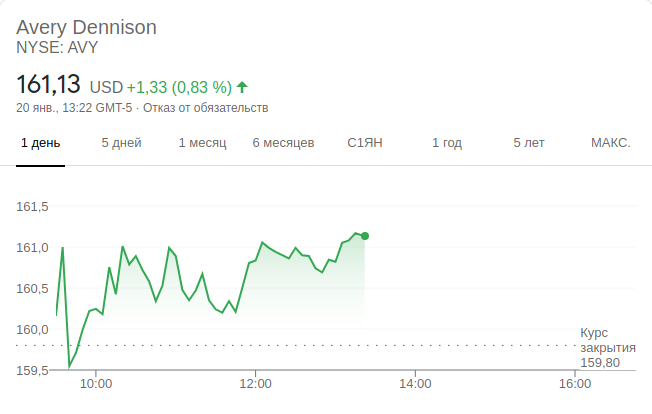 Avery Dennison
NYSE: AVY
161,13 USD +1,33 (0,83 %)
20 янв., 13:22 GMT-5 · Отказ от обязательств
1 день 5 дней 1 месяц 6 месяцев С1ЯН 1 год 5 лет МАКС.
161,5
161,0
160,5
160,0
159,5
Курс
закрытия
159,80
10:00 12:00 14:00 16:00